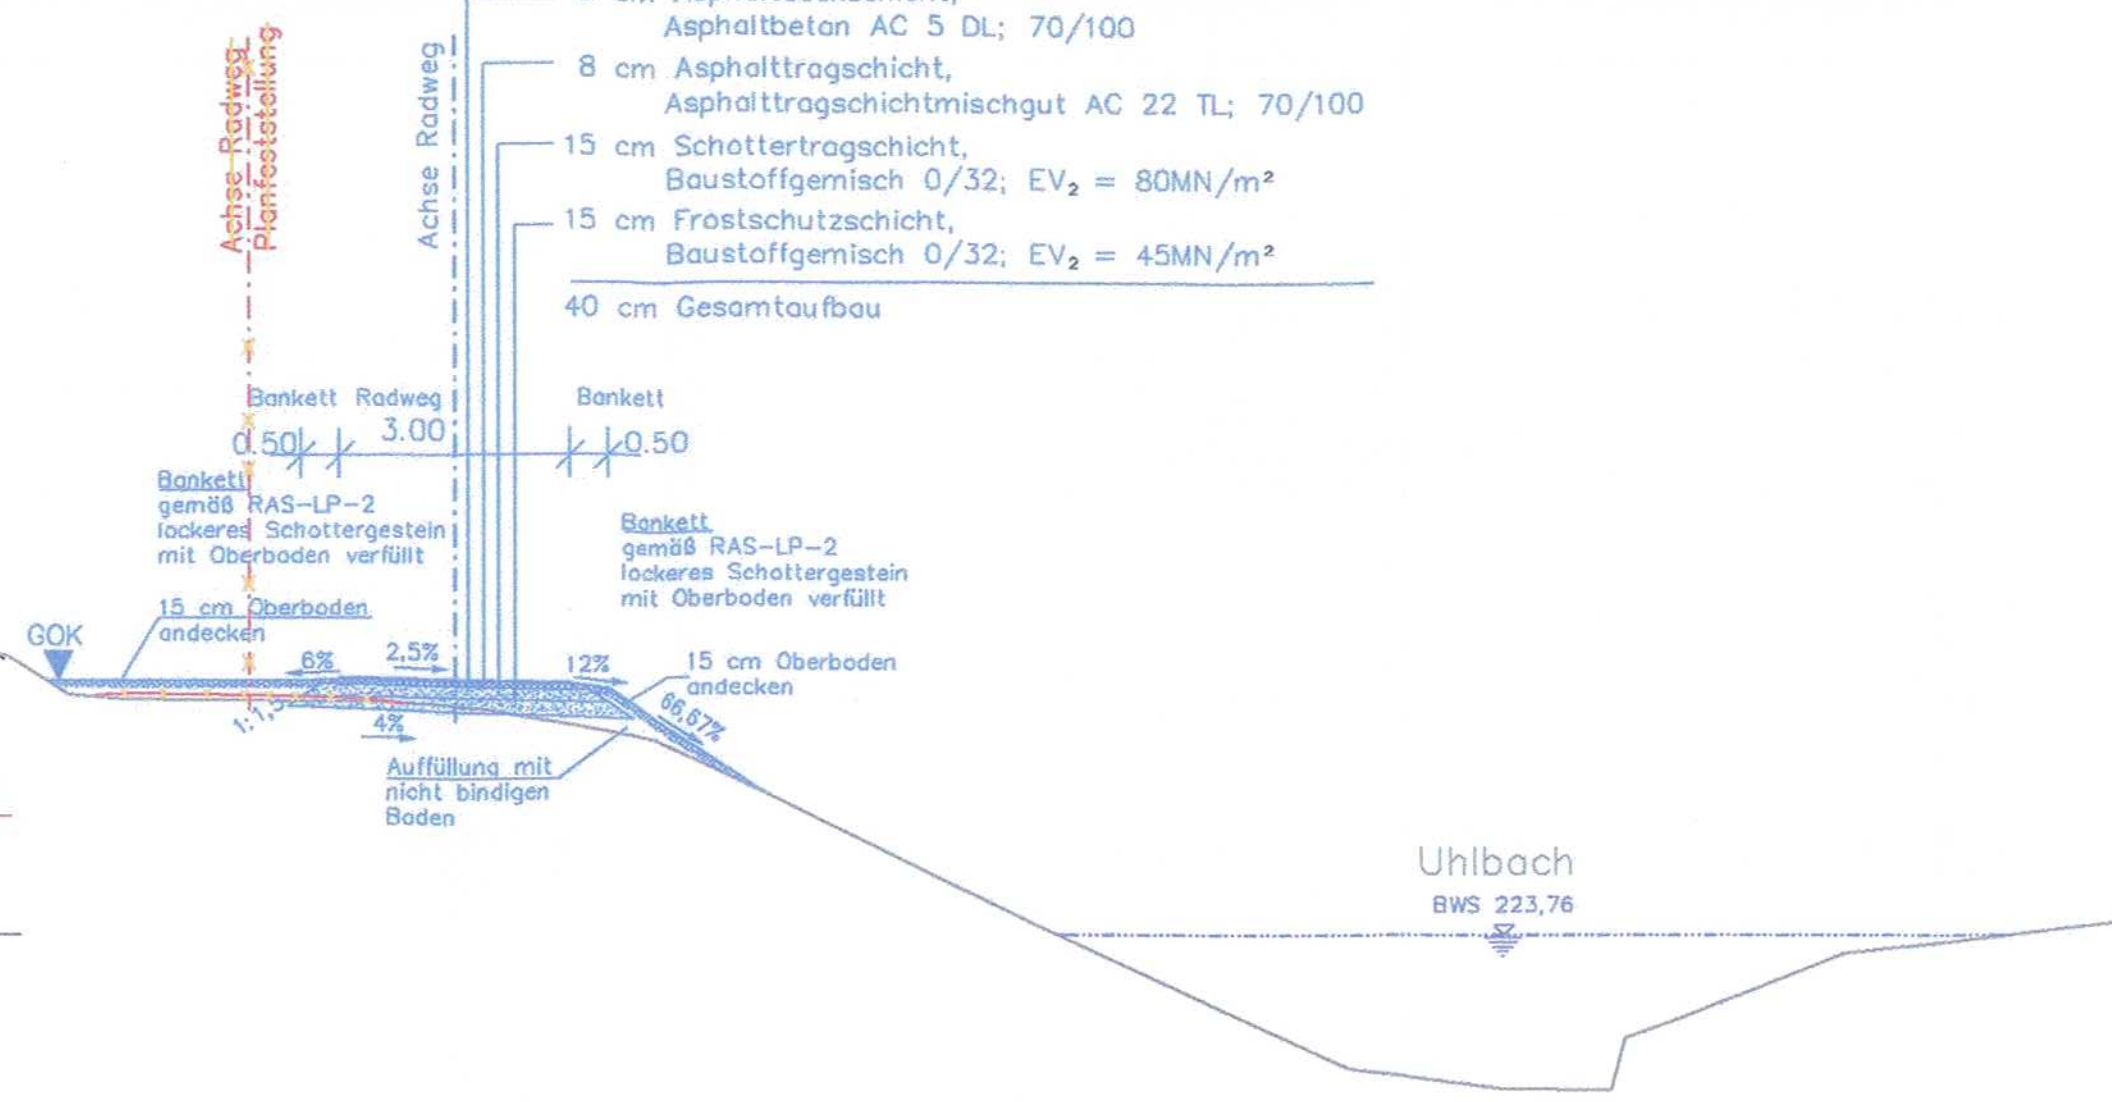 Asphaltbeton AC 5 DL; 70/100
8 cm Asphalttragschicht,
Asphalttragschichtmischgut AC 22 TL; 70/100
15 cm Schottertragschicht,
Baustoffgemisch 0/32; EV₂ = 80MN/m²
15 cm Frostschutzschicht,
Baustoffgemisch 0/32; EV₂ = 45MN/m²
40 cm Gesamtaufbau
Achse Radweg
Planfeststellung
Achse Radweg
Bankett Radweg
Bankett
0.50
3.00
0.50
Bankett
gemäß RAS-LP-2
lockeres Schottergestein
mit Oberboden verfüllt
Bankett
gemäß RAS-LP-2
lockeres Schottergestein
mit Oberboden verfüllt
15 cm Oberboden
andecken
GOK
6%
2,5%
12%
15 cm Oberboden
andecken
66,67%
1:1,5
4%
Auffüllung mit
nicht bindigen
Boden
Uhlbach
BWS 223,76